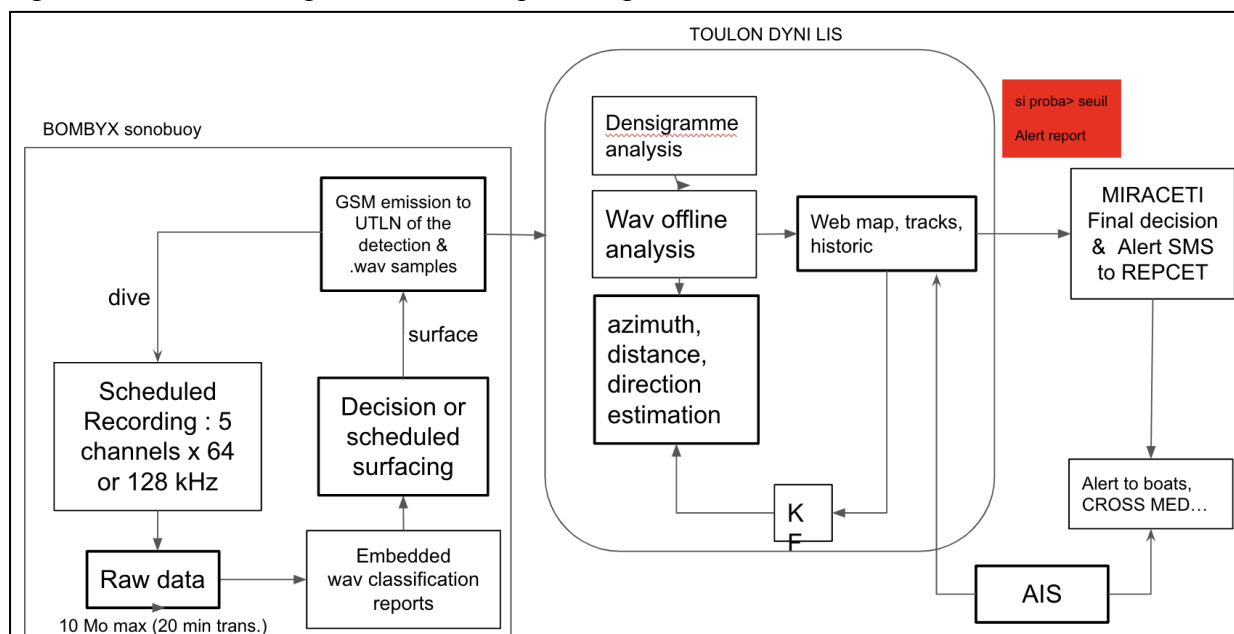 TOULON DYNI LIS
BOMBYX sonobuoy
GSM emission to
UTLN of the
detection &
.wav samples
dive
surface
Scheduled
Recording : 5
channels x 64
or 128 kHz
Decision or
scheduled
surfacing
Raw data
10 Mo max (20 min trans.)
Embedded
wav classification
reports
Densigramme
analysis
Wav offline
analysis
azimuth,
distance,
direction
estimation
K
F
Web map, tracks,
historic
si proba> seuil
Alert report
MIRACETI
Final decision
& Alert SMS
to REPCET
Alert to boats,
CROSS MED…
AIS